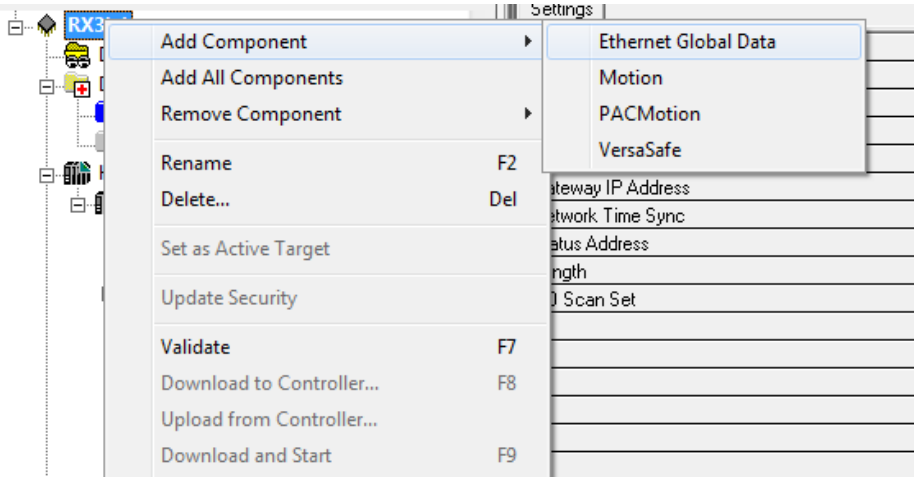 Settings
RX3i
Add Component
Ethernet Global Data
Add All Components
Motion
Remove Component
PACMotion
VersaSafe
Rename F2
Delete... Del
ateway IP Address
etwork Time Sync
Set as Active Target
atus Address
ngth
Update Security
O Scan Set
Validate F7
Download to Controller... F8
Upload from Controller...
Download and Start F9